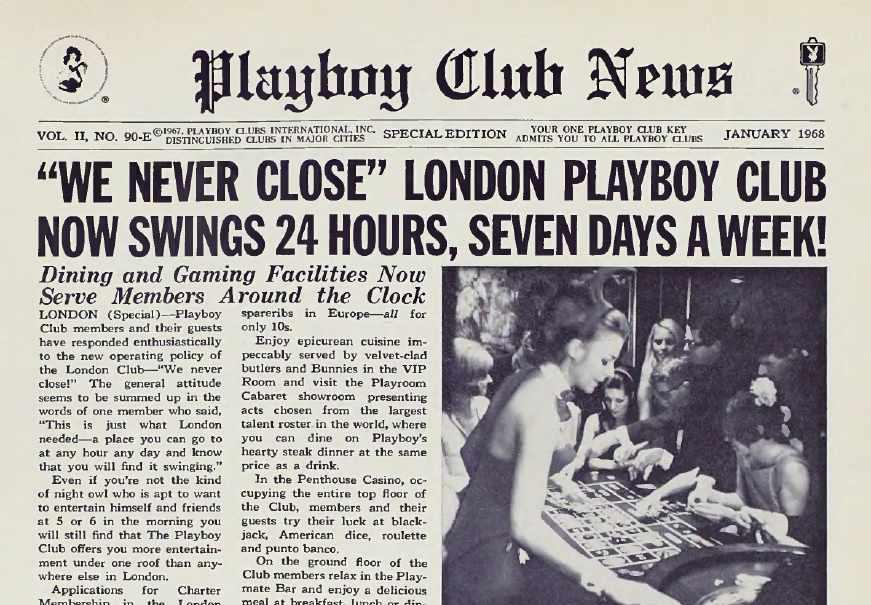 Playboy Club News
VOL. II, NO. 90-E
©1967, PLAYBOY CLUBS INTERNATIONAL, INC.
DISTINGUISHED CLUBS IN MAJOR CITIES
SPECIAL EDITION
YOUR ONE PLAYBOY CLUB KEY
ADMITS YOU TO ALL PLAYBOY CLUBS
JANUARY 1968
“WE NEVER CLOSE” LONDON PLAYBOY CLUB
NOW SWINGS 24 HOURS, SEVEN DAYS A WEEK!
Dining and Gaming Facilities Now
Serve Members Around the Clock
LONDON (Special)—Playboy
Club members and their guests
have responded enthusiastically
to the new operating policy of
the London Club—“We never
close!” The general attitude
seems to be summed up in the
words of one member who said,
“This is just what London
needed—a place you can go to
at any hour any day and know
that you will find it swinging.”
Even if you're not the kind
of night owl who is apt to want
to entertain himself and friends
at 5 or 6 in the morning you
will still find that The Playboy
Club offers you more entertain-
ment under one roof than any-
where else in London.
Applications for Charter
Membership in the London
spareribs in Europe—all for
only 10s.
Enjoy epicurean cuisine im-
peccably served by velvet-clad
butlers and Bunnies in the VIP
Room and visit the Playroom
Cabaret showroom presenting
acts chosen from the largest
talent roster in the world, where
you can dine on Playboy's
hearty steak dinner at the same
price as a drink.
In the Penthouse Casino, oc-
cupying the entire top floor of
the Club, members and their
guests try their luck at black-
jack, American dice, roulette
and punto banco.
On the ground floor of the
Club members relax in the Play-
mate Bar and enjoy a delicious
meal at breakfast, lunch or din-